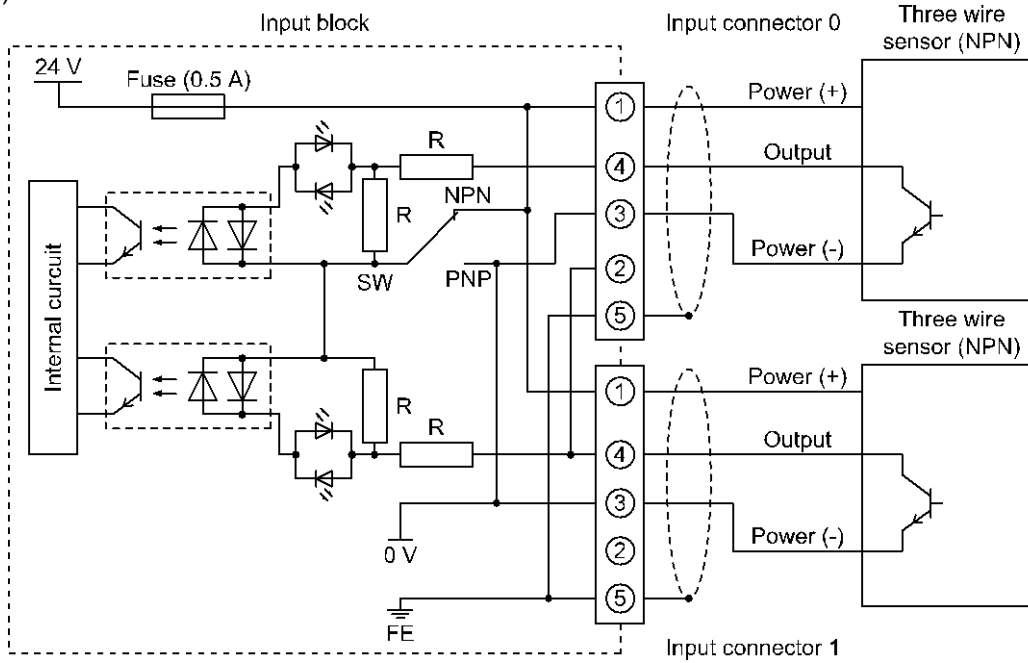 )
Input block
Input connector 0
Three wire
sensor (NPN)
24 V
Fuse (0.5 A)
1
Power (+)
R
4
Output
NPN
R
3
Power (-)
SW
PNP
2
5
Internal curcuit
Three wire
sensor (NPN)
1
Power (+)
R
R
4
Output
3
0 V
Power (-)
2
5
FE
Input connector 1